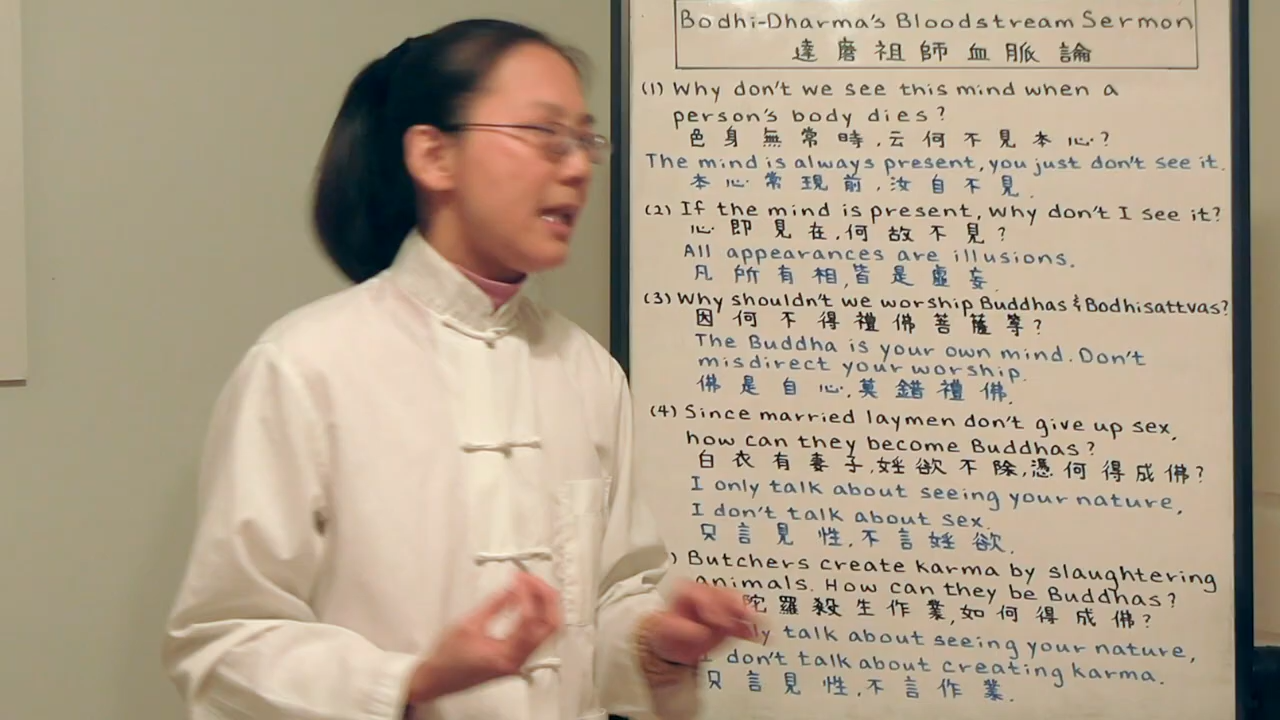 Bodhi-Dharma's Bloodstream Sermon
達磨祖師血脈論
(1) Why don't we see this mind when a
person's body dies?
色身無常時,云何不見本心?
The mind is always present, you just don't see it.
本心常現前,汝自不見.
(2) If the mind is present, why don't I see it?
心即見在,何故不見?
All appearances are illusions.
凡所有相,皆是虛妄.
(3) Why shouldn't we worship Buddhas & Bodhisattvas?
因何不得禮佛菩薩等?
The Buddha is your own mind. Don't
misdirect your worship.
佛是自心,莫錯禮佛.
(4) Since married laymen don't give up sex,
how can they become Buddhas?
白衣有妻子,婬欲不除,憑何得成佛?
I only talk about seeing your nature,
I don't talk about sex.
只言見性,不言婬欲.
) Butchers create karma by slaughtering
animals. How can they be Buddhas?
陀羅殺生作業,如何得成佛?
ly talk about seeing your nature,
I don't talk about creating karma.
只言見性,不言作業.